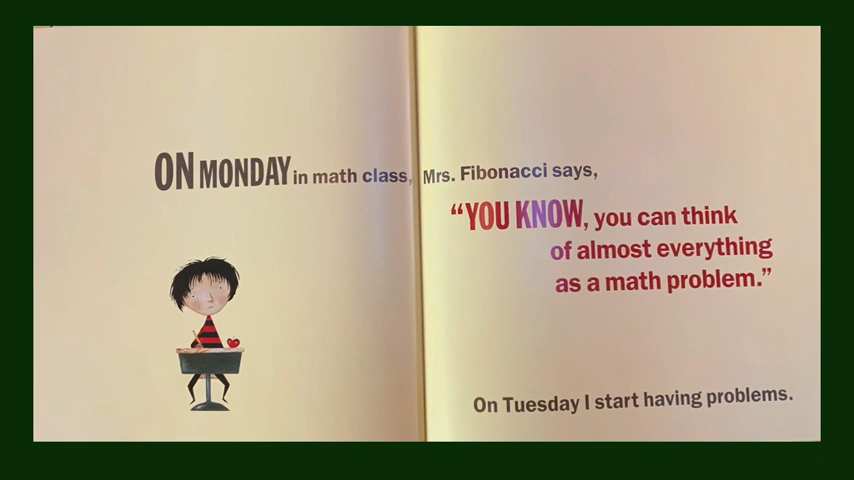 ON MONDAY in math class, Mrs. Fibonacci says,
“YOU KNOW, you can think
of almost everything
as a math problem.”
On Tuesday I start having problems.